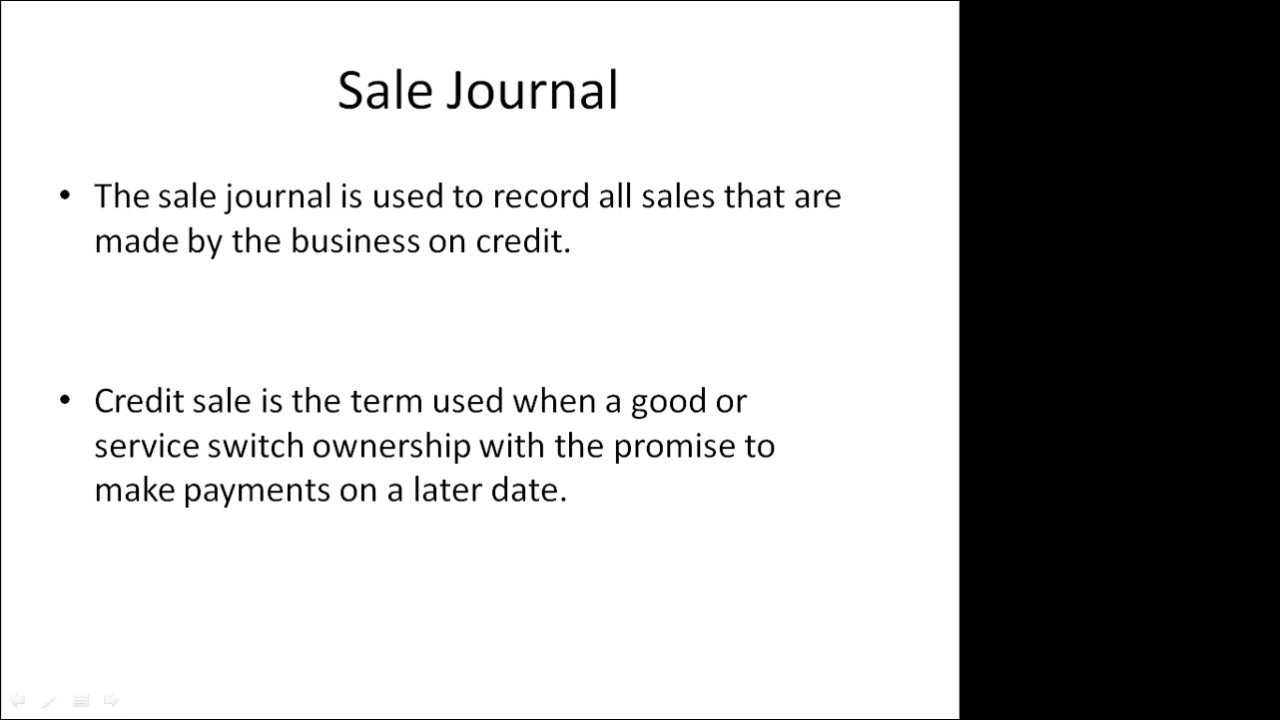 Sale Journal
• The sale journal is used to record all sales that are
made by the business on credit.
• Credit sale is the term used when a good or
service switch ownership with the promise to
make payments on a later date.